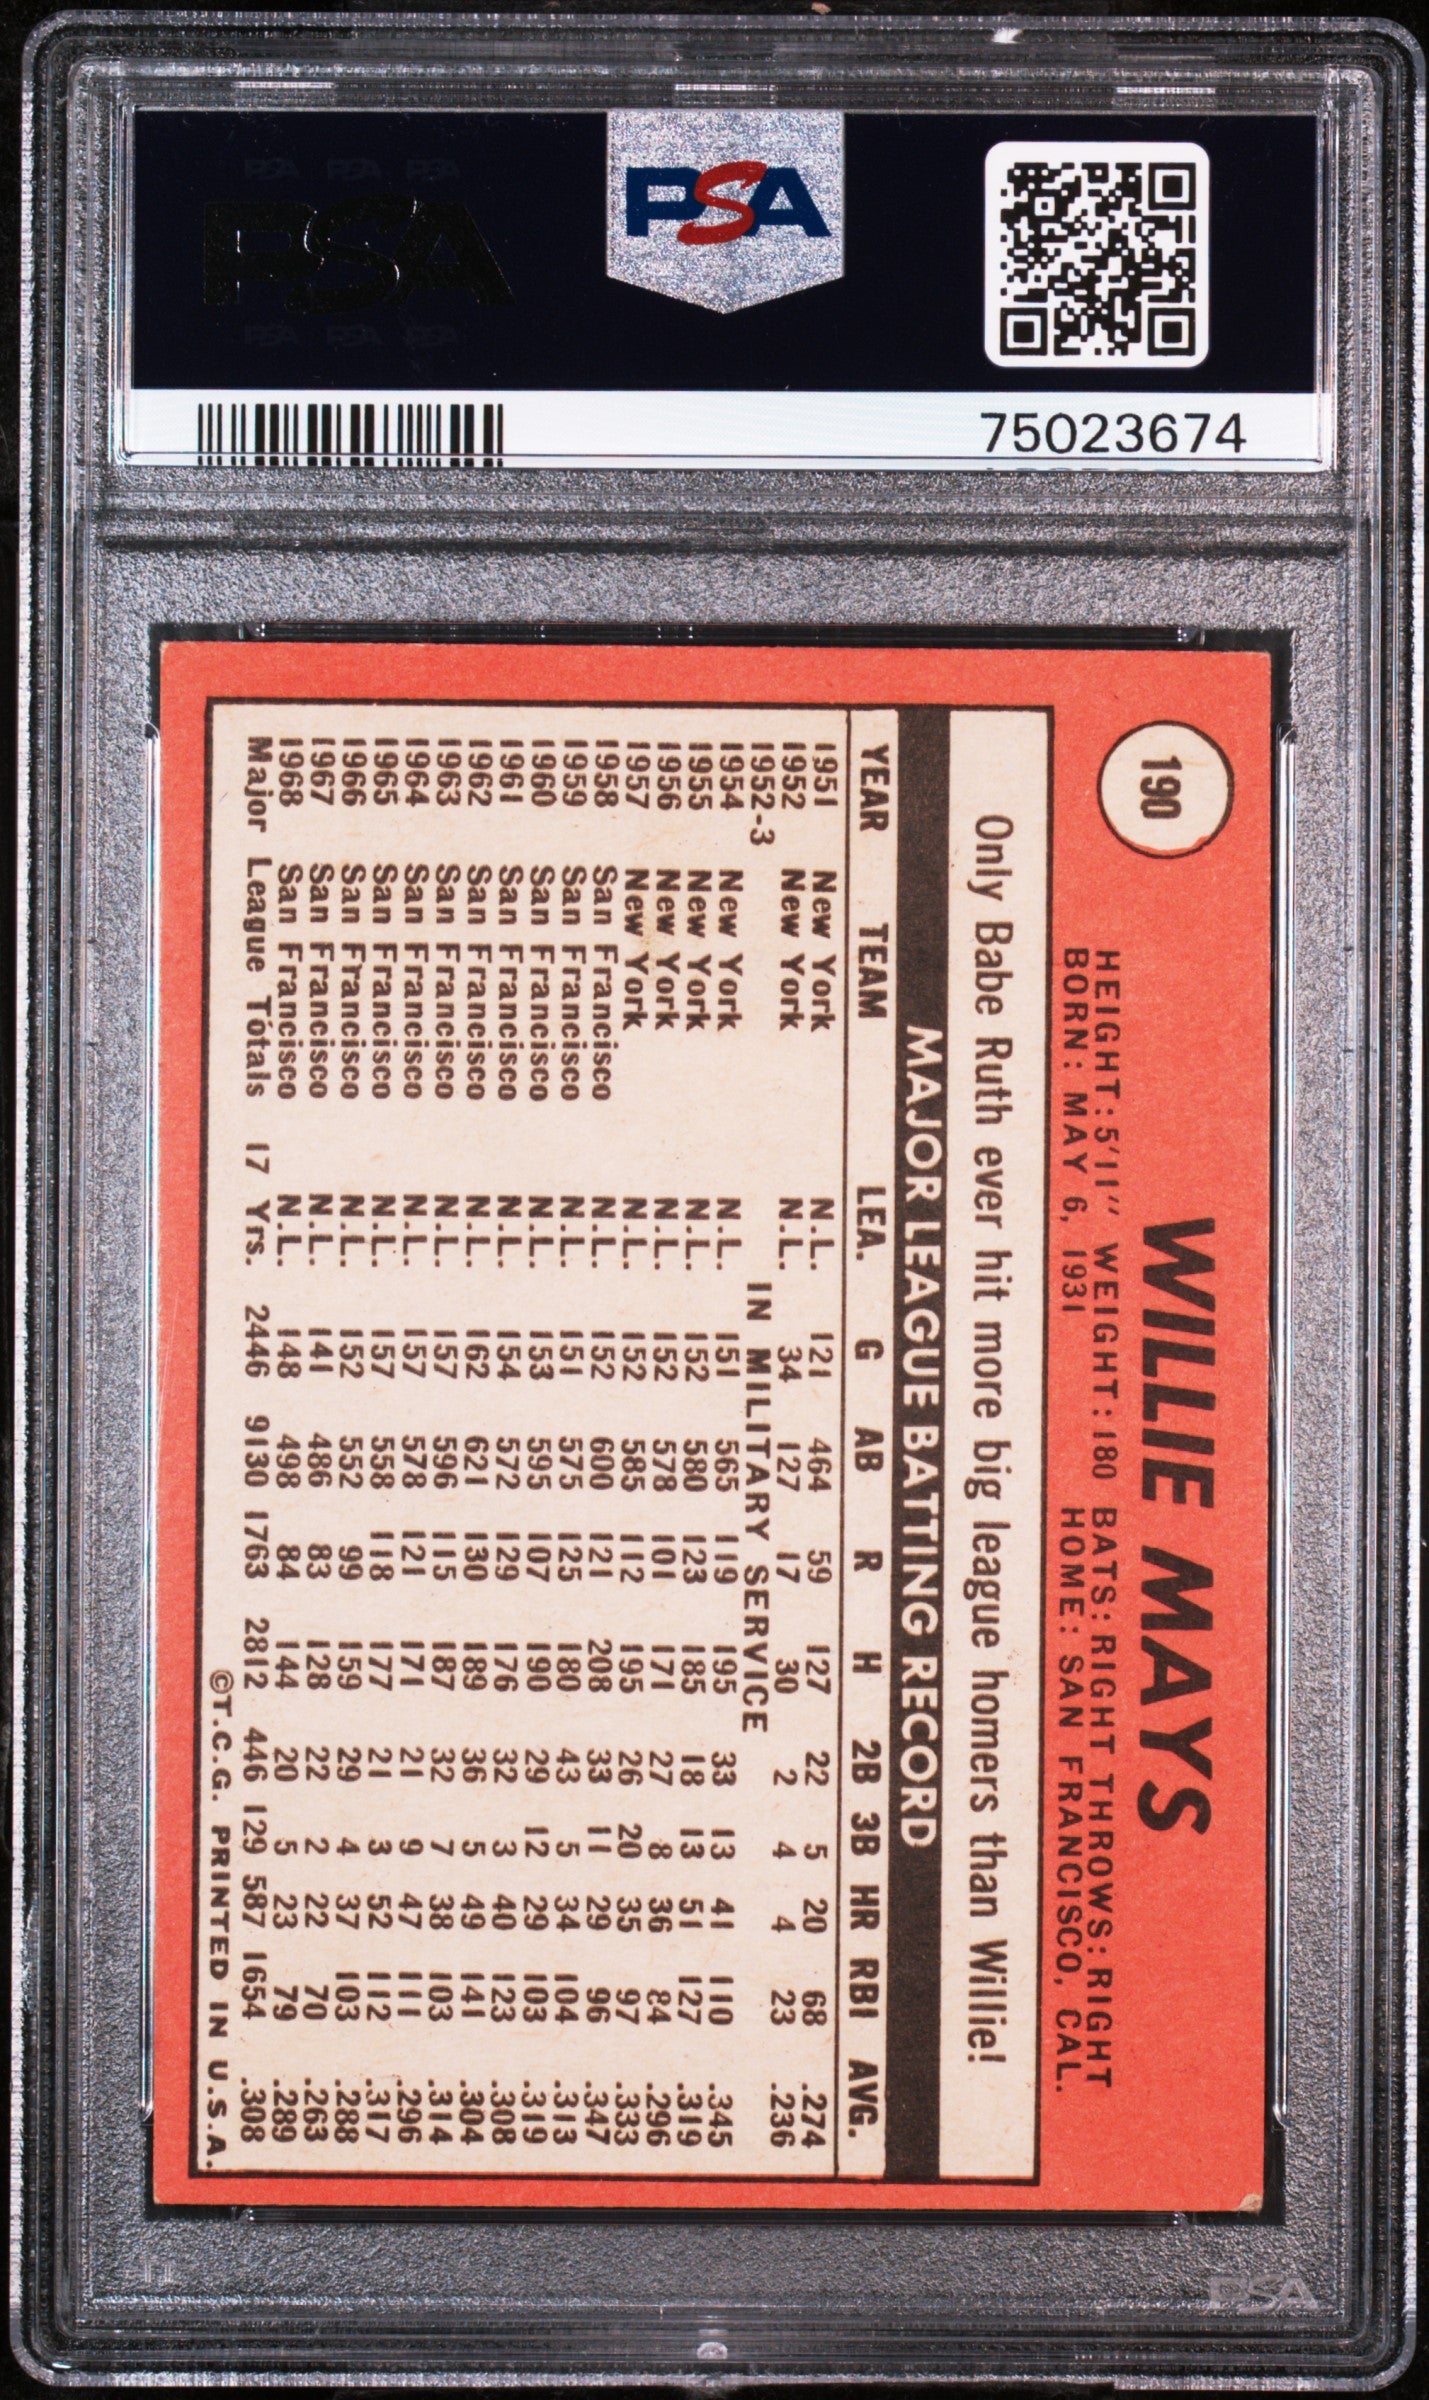 PSA PSA PSA
PSA
PSA PSA PSA
PSA
75023674
190
WILLIE MAYS
HEIGHT: 5'11" WEIGHT: 180 BATS: RIGHT THROWS: RIGHT
BORN: MAY 6, 1931 HOME: SAN FRANCISCO, CAL.
Only Babe Ruth ever hit more big league homers than Willie!
MAJOR LEAGUE BATTING RECORD
YEAR TEAM LEA. G AB R H 2B 3B HR RBI AVG.
1951 New York N.L. 121 464 59 127 22 5 20 68 .274
1952 New York N.L. 34 127 17 30 2 4 4 23 .236
1952-3 IN MILITARY SERVICE
1954 New York N.L. 151 565 119 195 33 13 41 110 .345
1955 New York N.L. 152 580 123 185 18 13 51 127 .319
1956 New York N.L. 152 578 101 171 27 8 36 84 .296
1957 New York N.L. 152 585 112 195 26 20 35 97 .333
1958 San Francisco N.L. 152 600 121 208 33 11 29 96 .347
1959 San Francisco N.L. 151 575 125 180 43 5 34 104 .313
1960 San Francisco N.L. 153 595 107 190 29 12 29 103 .319
1961 San Francisco N.L. 154 572 129 176 32 3 40 123 .308
1962 San Francisco N.L. 162 621 130 189 36 5 49 141 .304
1963 San Francisco N.L. 157 596 115 187 32 7 38 103 .314
1964 San Francisco N.L. 157 578 121 171 21 9 47 111 .296
1965 San Francisco N.L. 157 558 118 177 21 3 52 112 .317
1966 San Francisco N.L. 152 552 99 159 29 4 37 103 .288
1967 San Francisco N.L. 141 486 83 128 22 2 22 70 .263
1968 San Francisco N.L. 148 498 84 144 20 5 23 79 .289
Major League Totals 17 Yrs. 2446 9130 1763 2812 446 129 587 1654 .308
©T.C.G. PRINTED IN U.S.A.
PSA